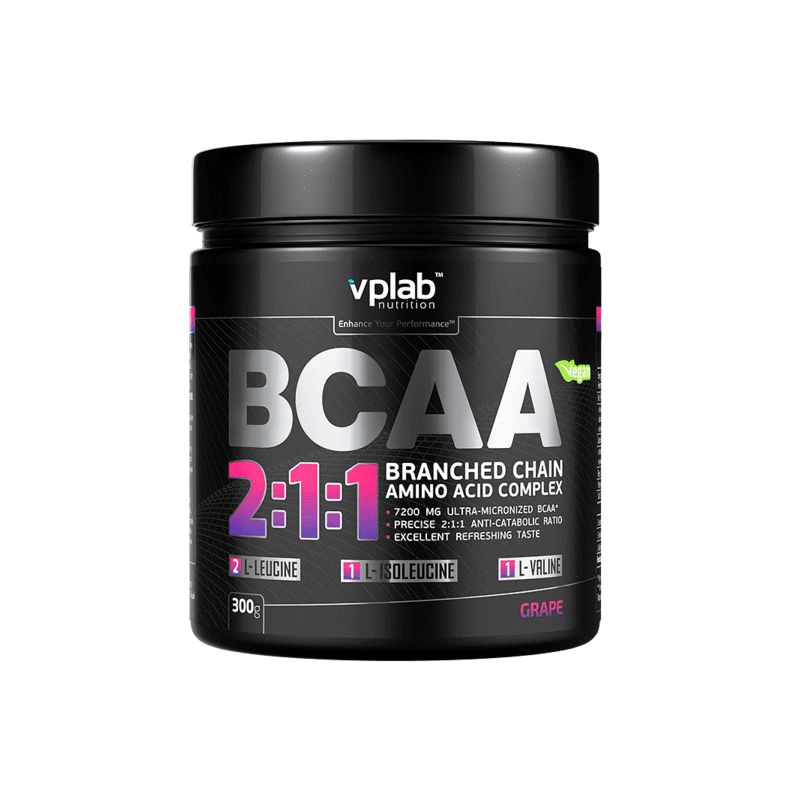 vplab™
nutrition
Enhance Your Performance™
BCAA
Vegan
2:1:1
BRANCHED CHAIN
AMINO ACID COMPLEX
• 7200 MG ULTRA-MICRONIZED BCAA*
• PRECISE 2:1:1 ANTI-CATABOLIC RATIO
• EXCELLENT REFRESHING TASTE
2 L-LEUCINE
1 L-ISOLEUCINE
1 L-VALINE
300g
GRAPE